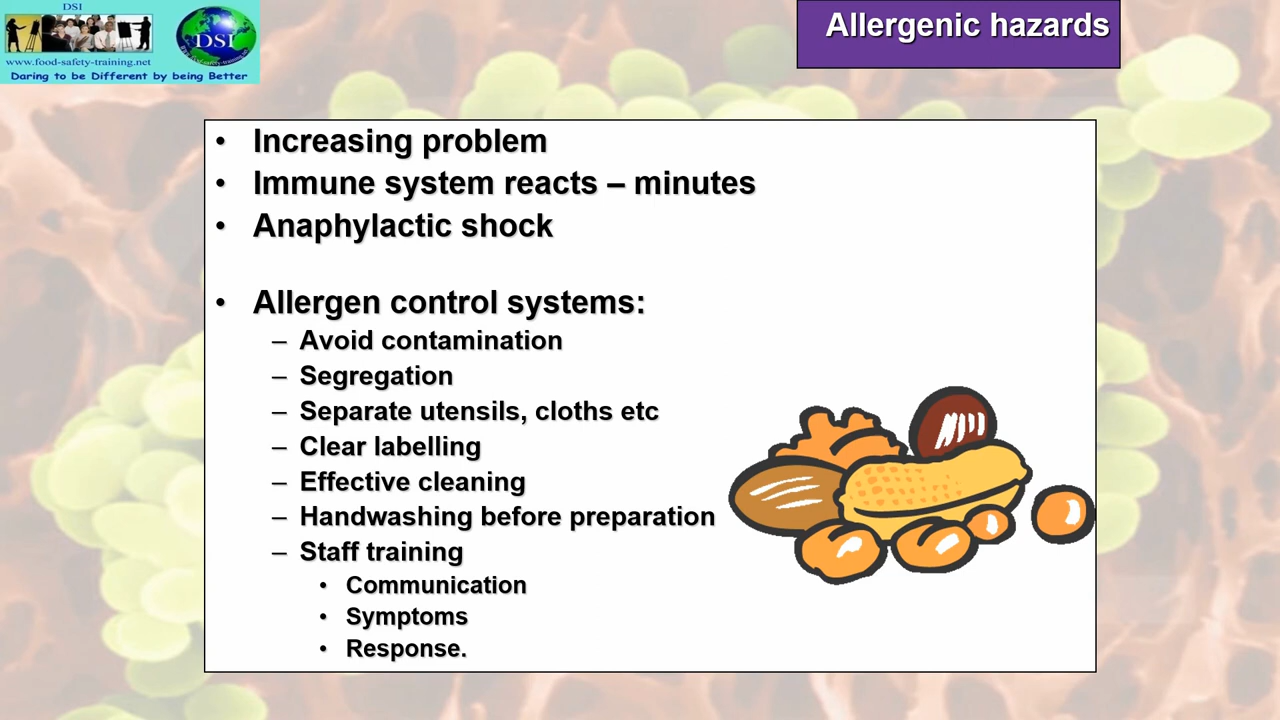 DSI
DSI
www.food-safety-training.net
Daring to be Different by being Better
Allergenic hazards
• Increasing problem
• Immune system reacts – minutes
• Anaphylactic shock
• Allergen control systems:
– Avoid contamination
– Segregation
– Separate utensils, cloths etc
– Clear labelling
– Effective cleaning
– Handwashing before preparation
– Staff training
• Communication
• Symptoms
• Response.